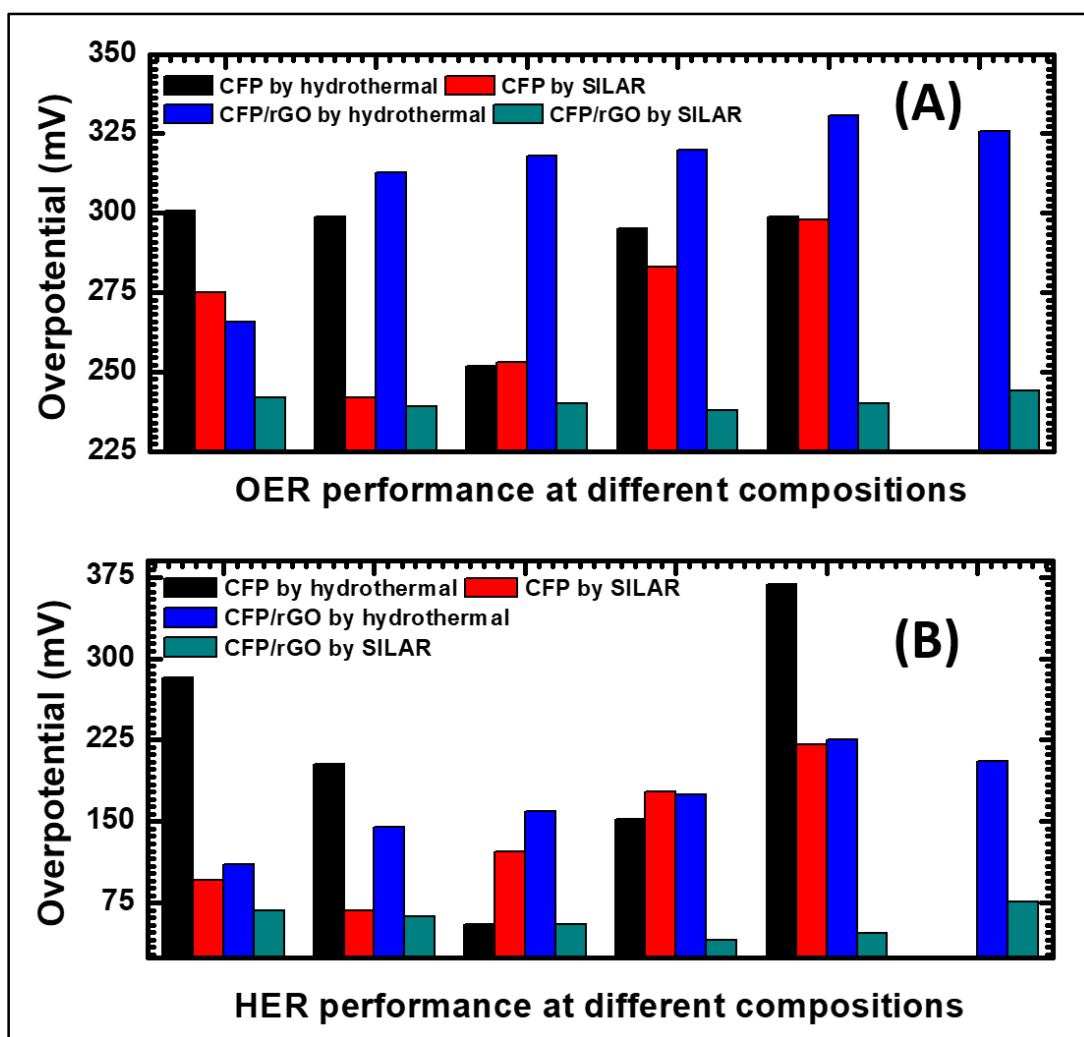 350
325
300
275
250
225
Overpotential (mV)
CFP by hydrothermal CFP by SILAR
CFP/rGO by hydrothermal CFP/rGO by SILAR
(A)
OER performance at different compositions
375
300
225
150
75
Overpotential (mV)
CFP by hydrothermal CFP by SILAR
CFP/rGO by hydrothermal
CFP/rGO by SILAR
(B)
HER performance at different compositions